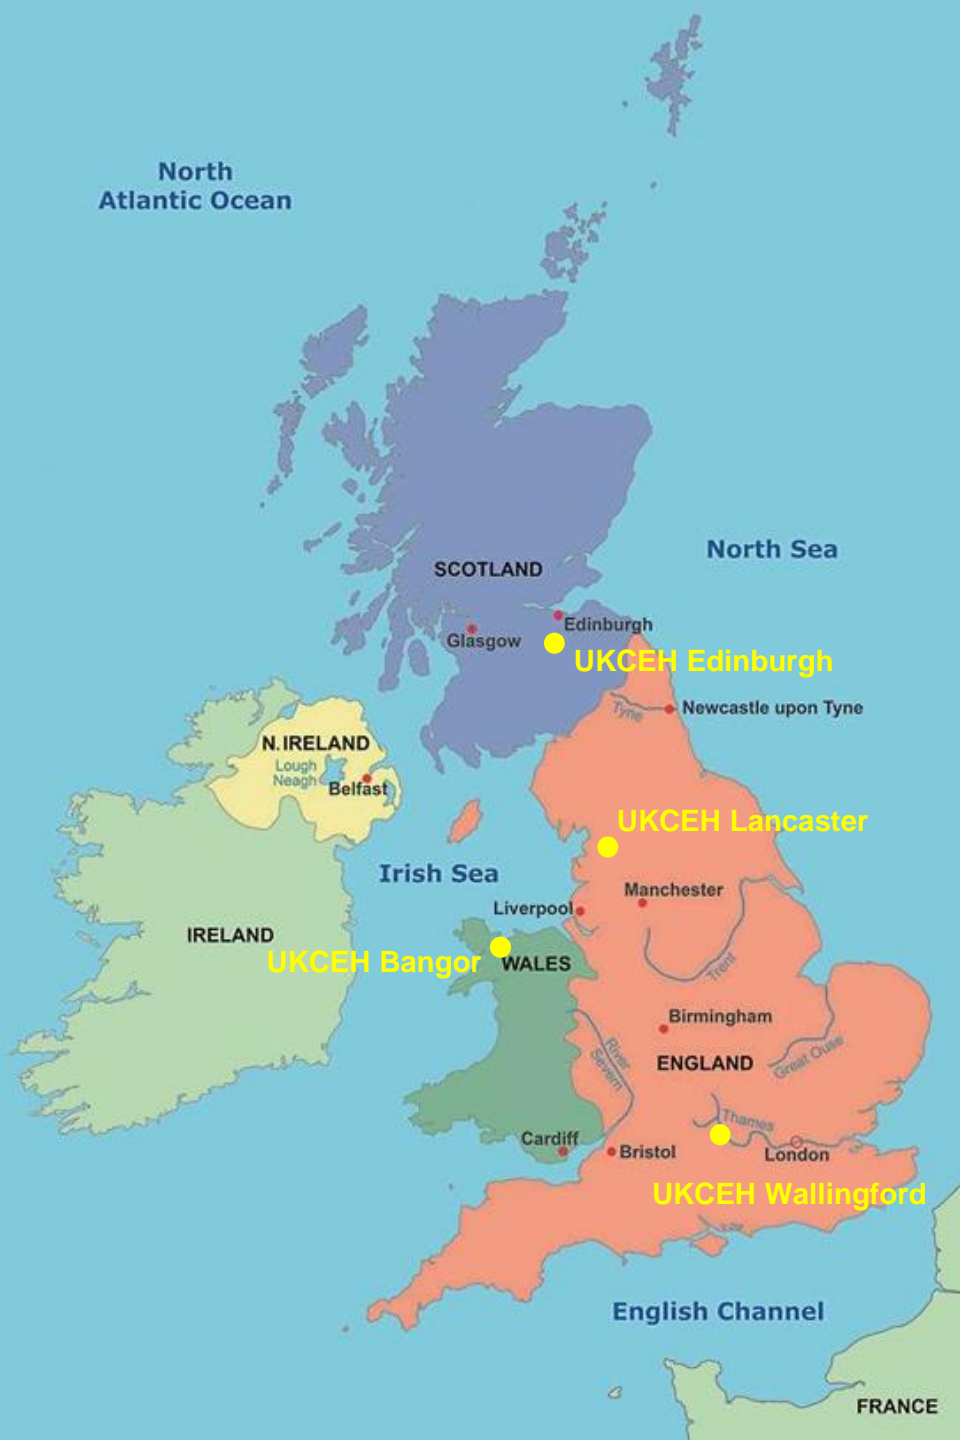 North
Atlantic Ocean
North Sea
SCOTLAND
Edinburgh
Glasgow
UKCEH Edinburgh
Tyne
Newcastle upon Tyne
N. IRELAND
Lough
Neagh
Belfast
UKCEH Lancaster
Irish Sea
Manchester
Liverpool
IRELAND
UKCEH Bangor
WALES
Trent
Birmingham
River
Severn
Great Ouse
ENGLAND
Thames
Cardiff
Bristol
London
UKCEH Wallingford
English Channel
FRANCE